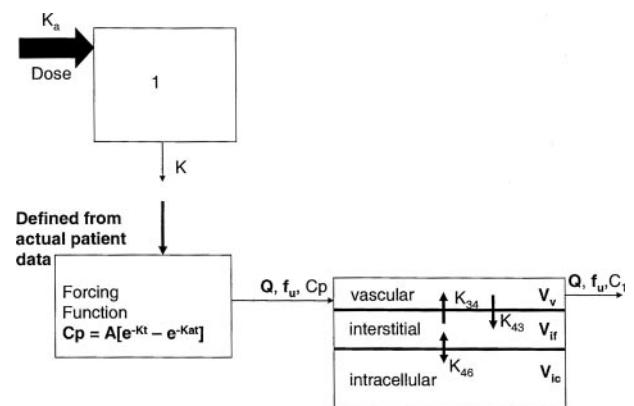 Ka
Dose
1
K
Defined from
actual patient
data
Forcing
Function
Cp = A[e-Kt – e-Kat]
Q, fu, Cp
vascular
K34
Vv
Q, fu,C1
interstitial
K43
Vif
K46
intracellular
Vic